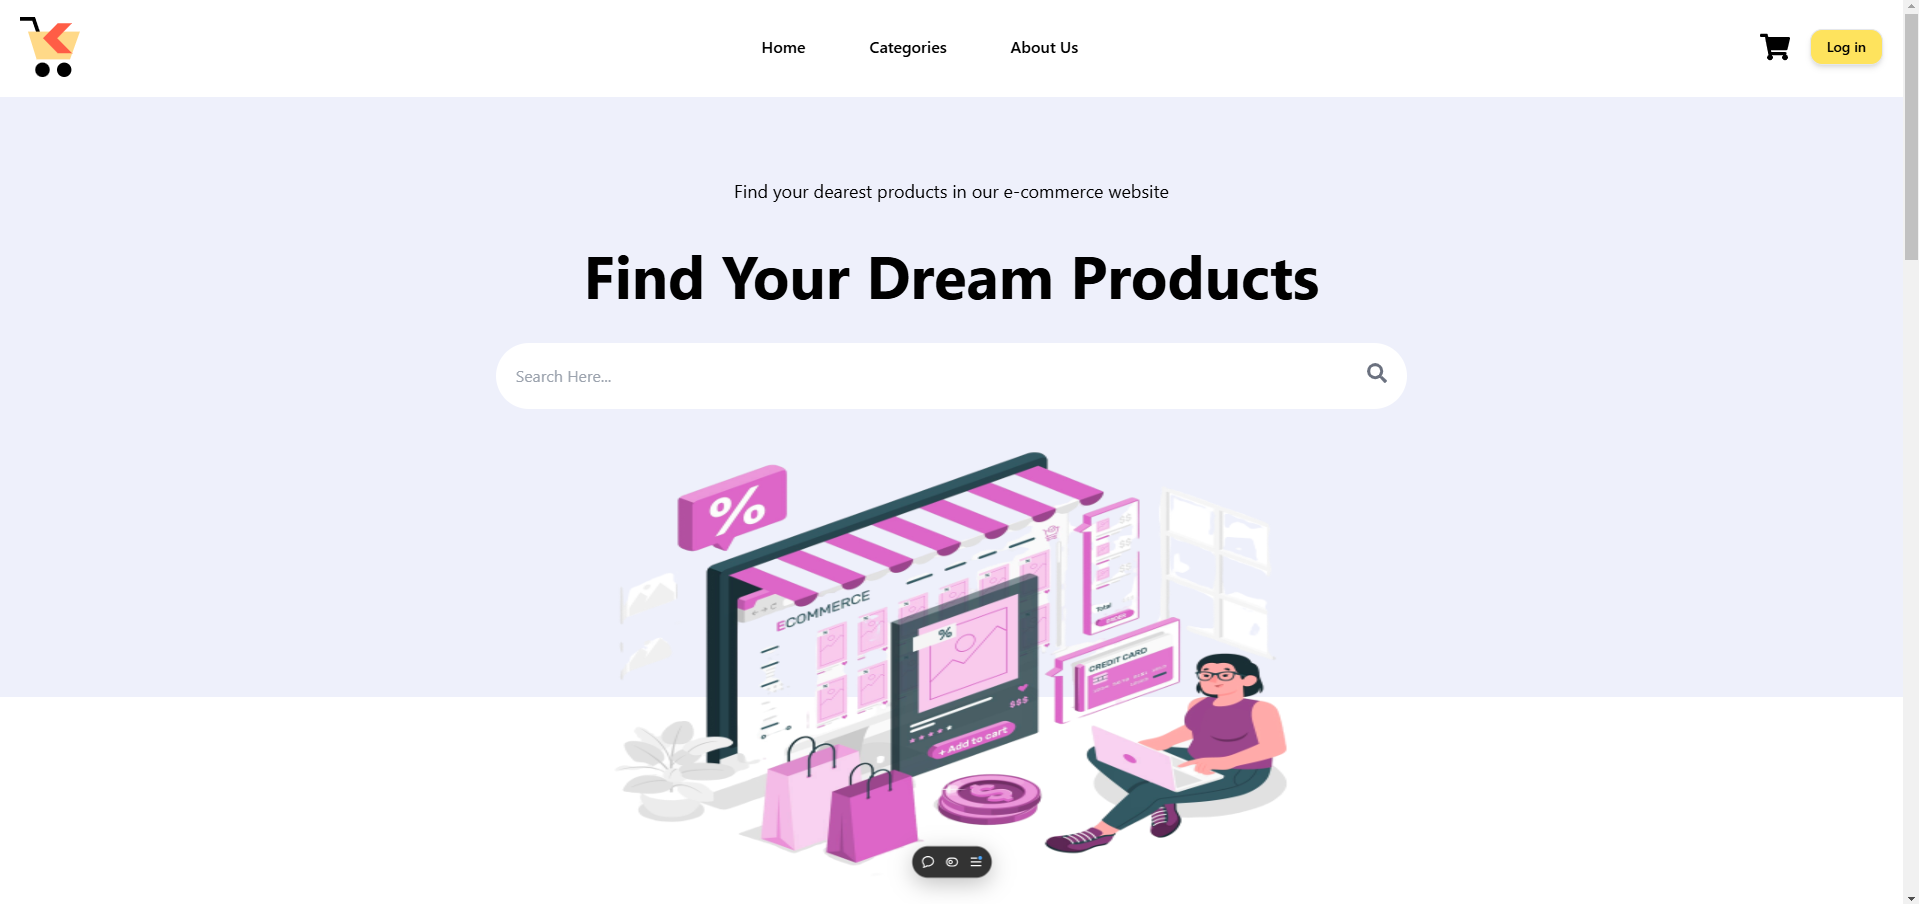 Home
Categories
About Us
Log in
Find your dearest products in our e-commerce website
Find Your Dream Products
Search Here...
%
ECOMMERCE
%
$$
$$
$$
Total
CREDIT CARD
$$$
+ Add to cart